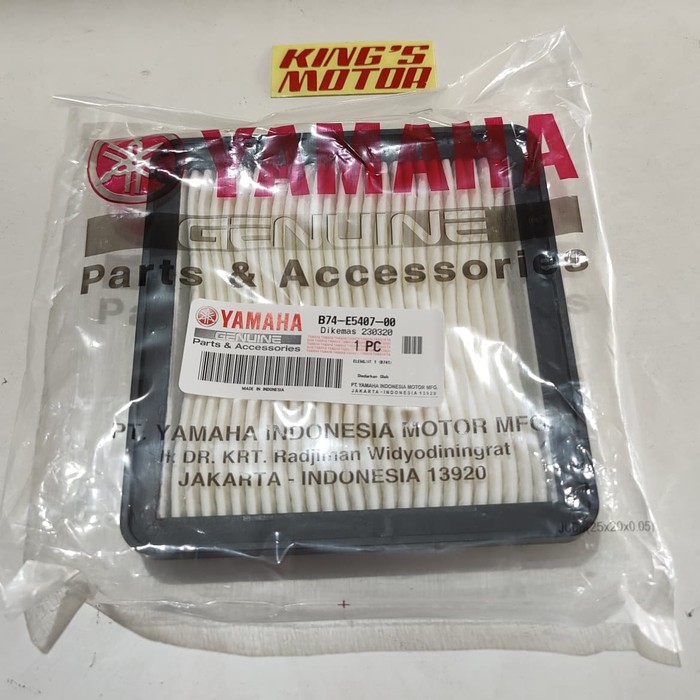 KING'S
MOTOR
YAMAHA
GENUINE
Parts & Accessories
YAMAHA
GENUINE
Parts & Accessories
MADE IN INDONESIA
B74-E5407-00
Dikemas 230320
1 PC
PT. YAMAHA INDONESIA MOTOR MFG.
JAKARTA-INDONESIA 13920
PT. YAMAHA INDONESIA MOTOR MFG.
Jl. DR. KRT. Radjiman Widyodiningrat
JAKARTA - INDONESIA 13920